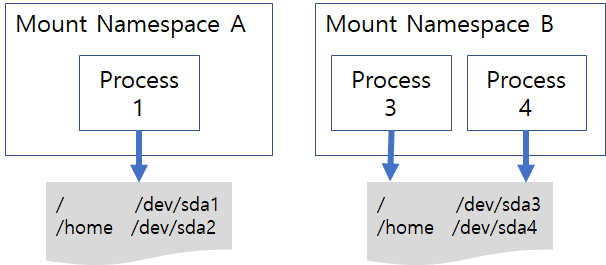 Mount Namespace A
Process
1
/ /dev/sda1
/home /dev/sda2
Mount Namespace B
Process
3
Process
4
/ /dev/sda3
/home /dev/sda4